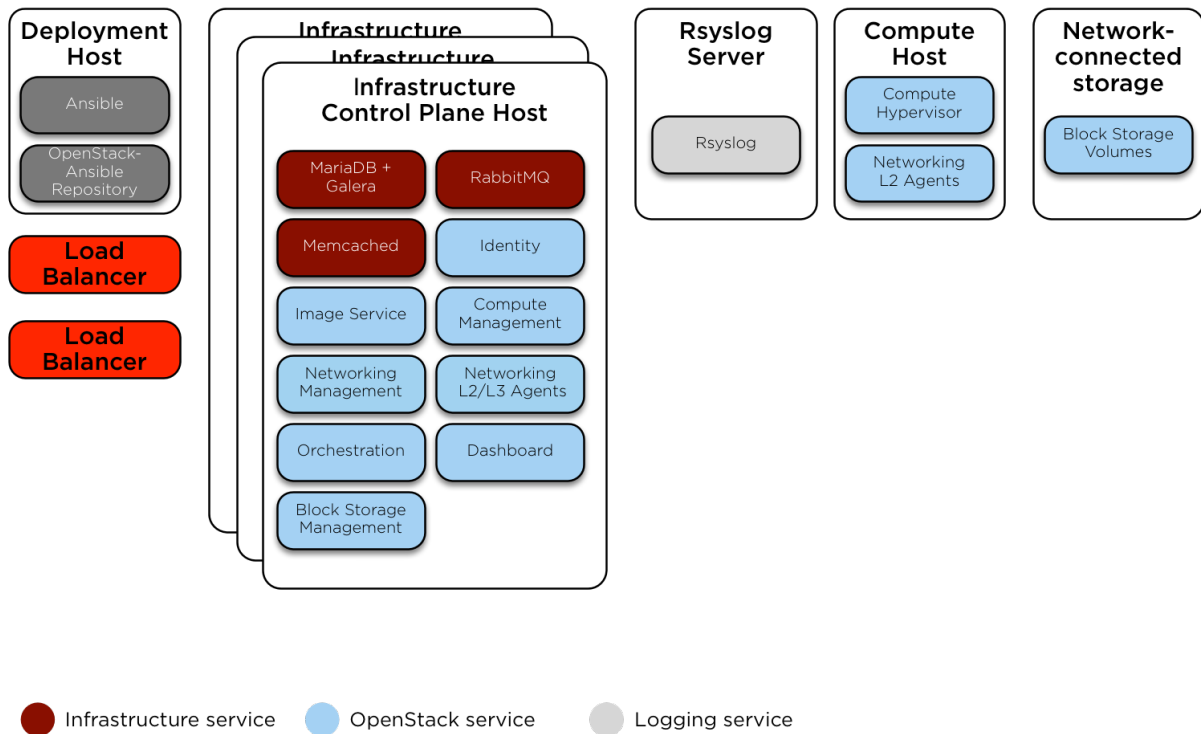 Deployment
Host
Ansible
OpenStack-
Ansible
Repository
Load
Balancer
Load
Balancer
Infrastructure
Infrastructure
Infrastructure
Control Plane Host
MariaDB +
Galera
RabbitMQ
Memcached
Identity
Image Service
Compute
Management
Networking
Management
Networking
L2/L3 Agents
Orchestration
Dashboard
Block Storage
Management
Rsyslog
Server
Rsyslog
Compute
Host
Compute
Hypervisor
Networking
L2 Agents
Network-
connected
storage
Block Storage
Volumes
Infrastructure service
OpenStack service
Logging service